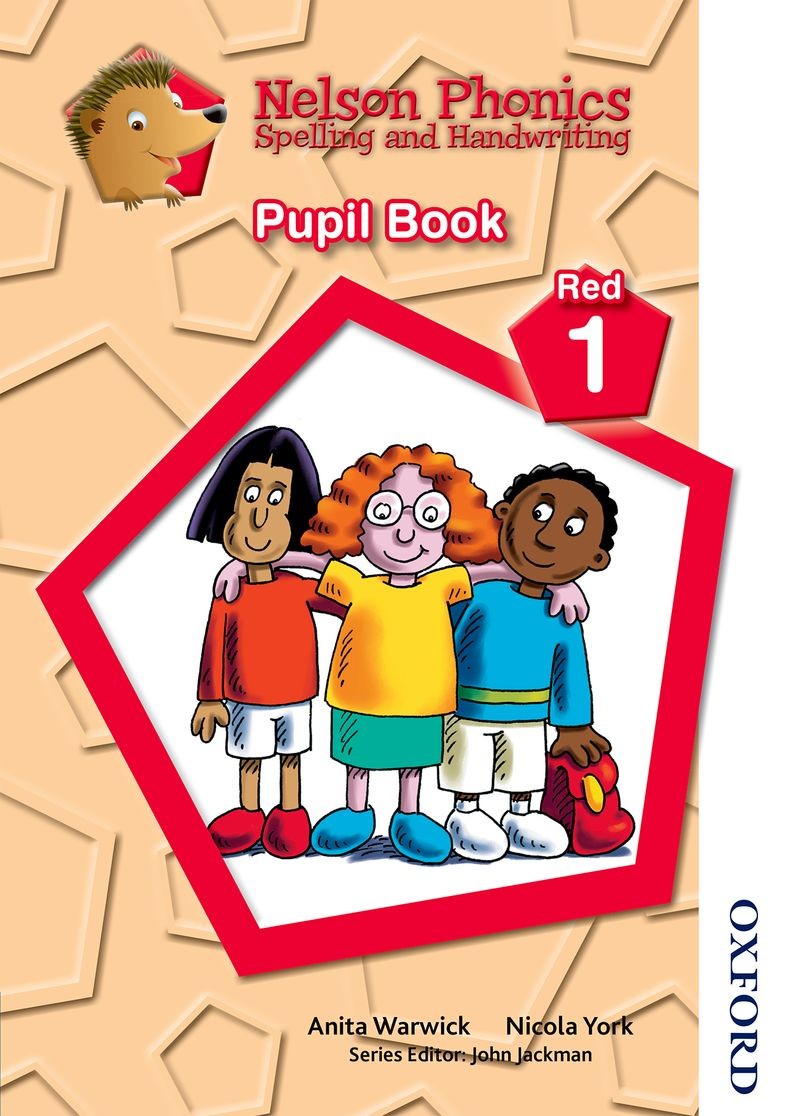 Nelson Phonics
Spelling and Handwriting
Pupil Book
Red
1
Anita Warwick Nicola York
Series Editor: John Jackman
OXFORD